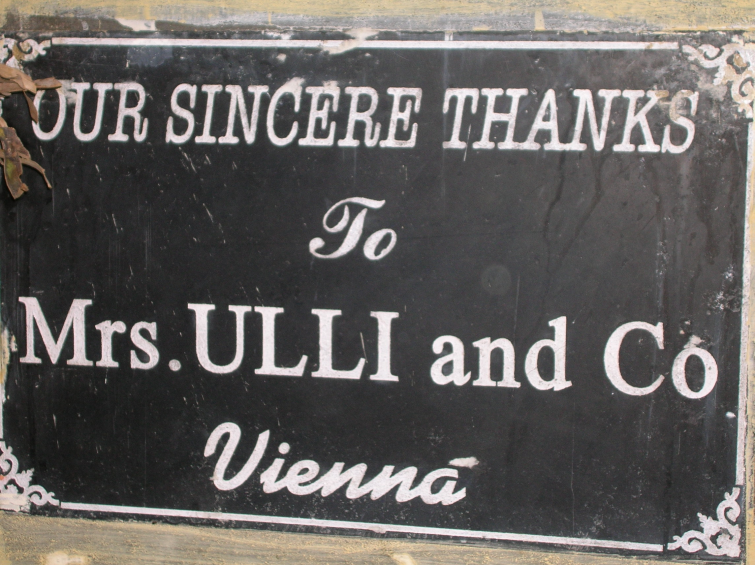 OUR SINCERE THANKS
To
Mrs. ULLI and Co
Vienna